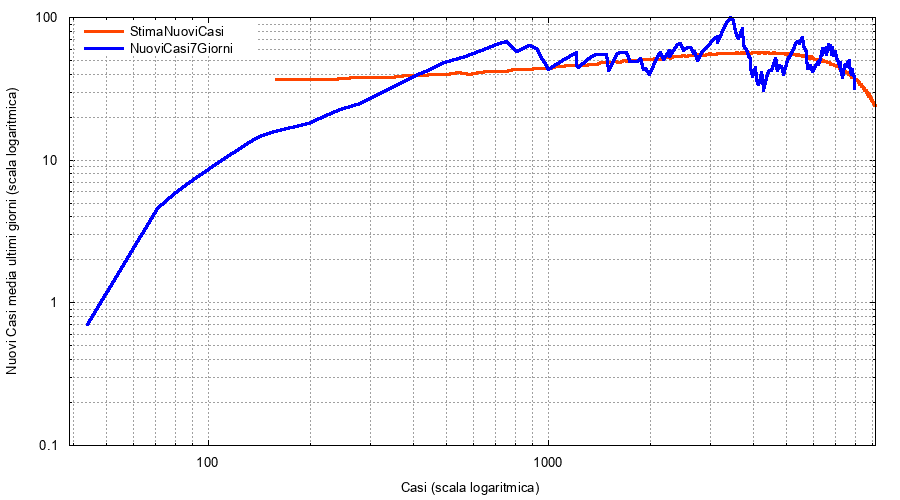 StimaNuoviCasi
NuoviCasi7Giorni
Nuovi Casi media ultimi giorni (scala logaritmica)
100
10
1
0.1
100
1000
Casi (scala logaritmica)